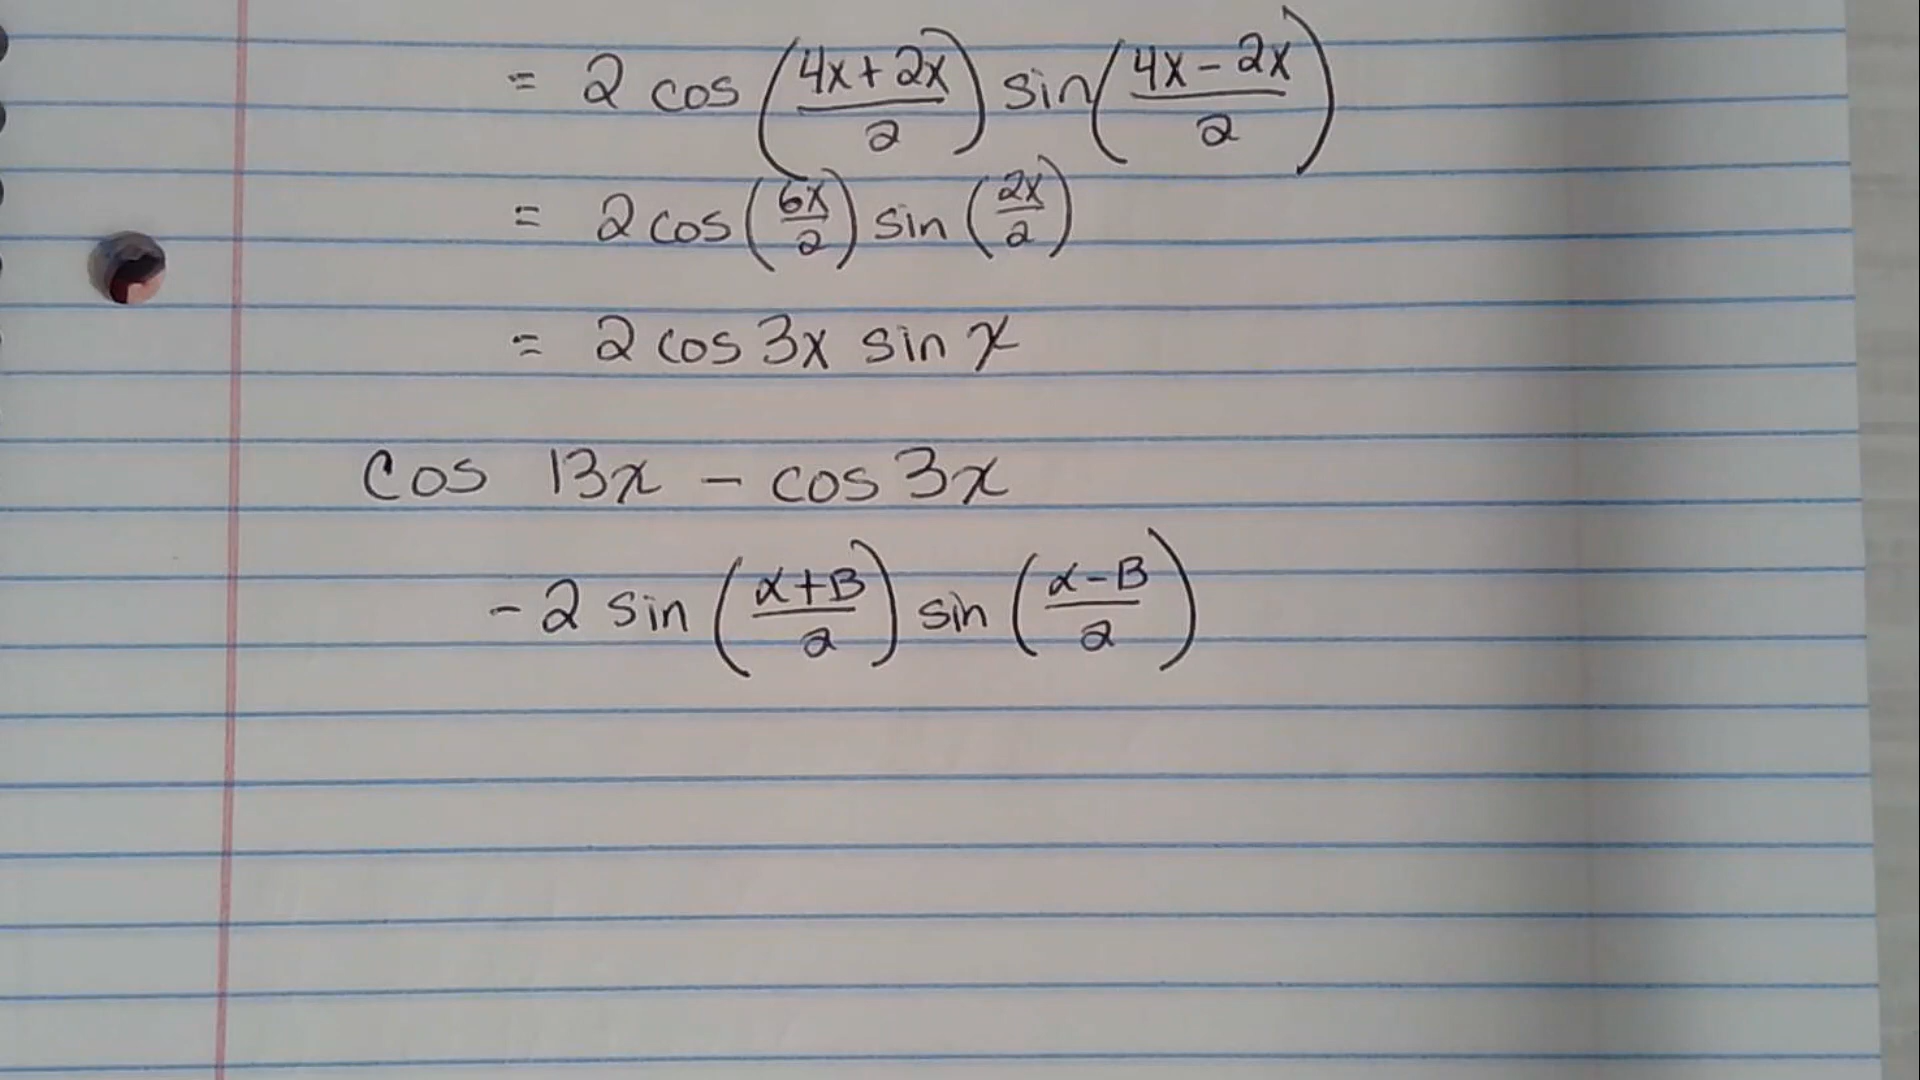 = 2 cos (4x+2x/2) sin (4x-2x/2)
= 2 cos (6x/2) sin (2x/2)
= 2 cos 3x sin x
cos 13x - cos 3x
-2 sin (α+B/2) sin (α-B/2)